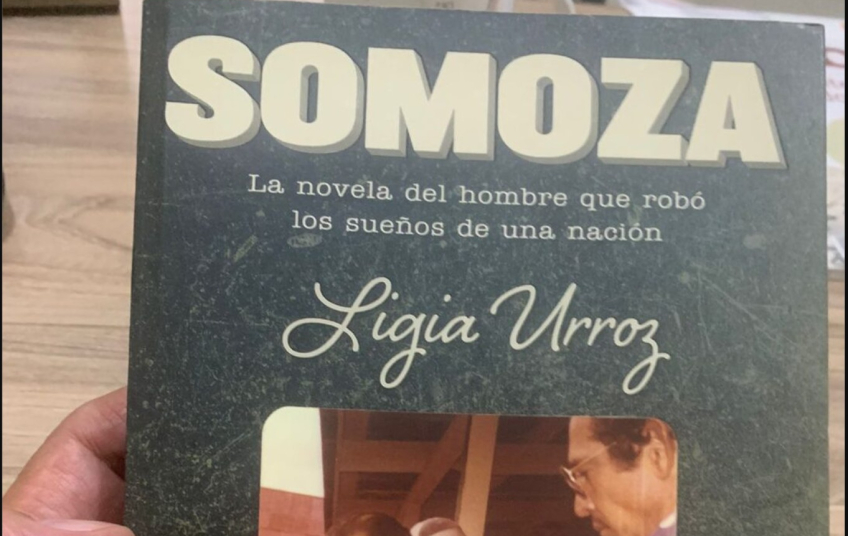 SOMOZA
La novela del hombre que robó
los sueños de una nación
Ligia Urroz